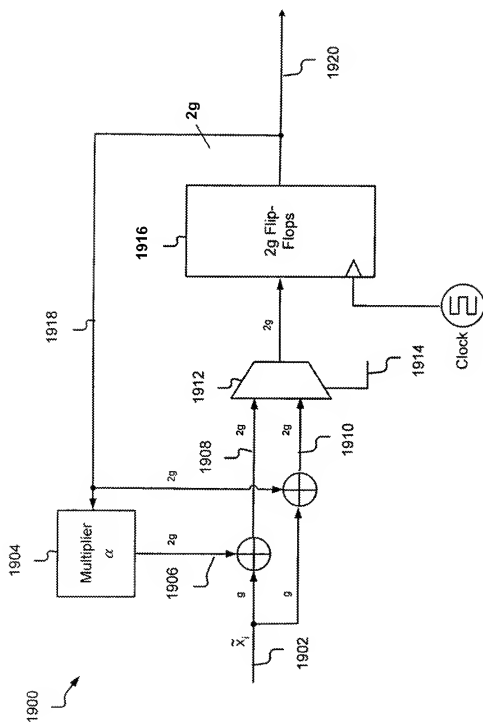 1900
1904
Multiplier
α
1918
2g
1906
2g
2g
1908
1912
1916
2g Flip-
Flops
2g
1920
x̃ᵢ
1902
g
g
2g
2g
1910
2g
1914
Clock